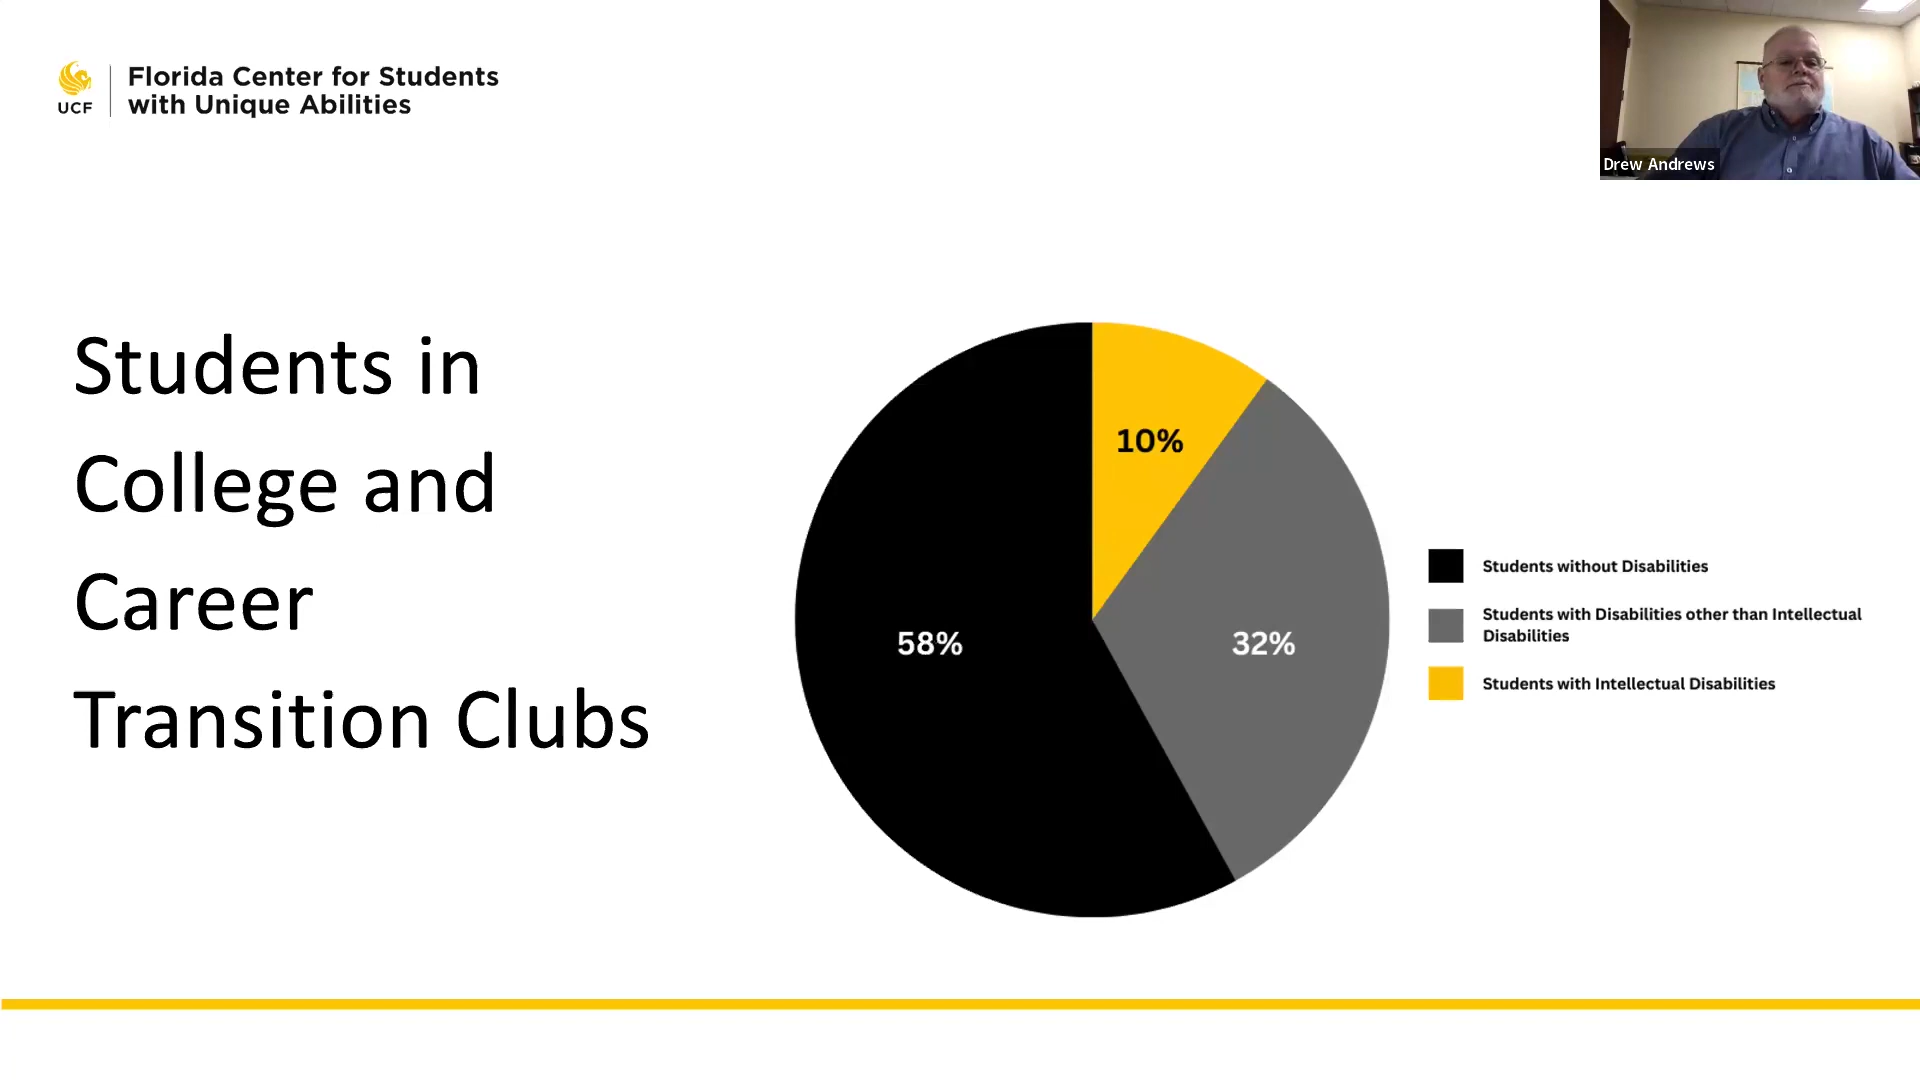 UCF
Florida Center for Students
with Unique Abilities
Drew Andrews
Students in
College and
Career
Transition Clubs
10%
58%
32%
Students without Disabilities
Students with Disabilities other than Intellectual
Disabilities
Students with Intellectual Disabilities